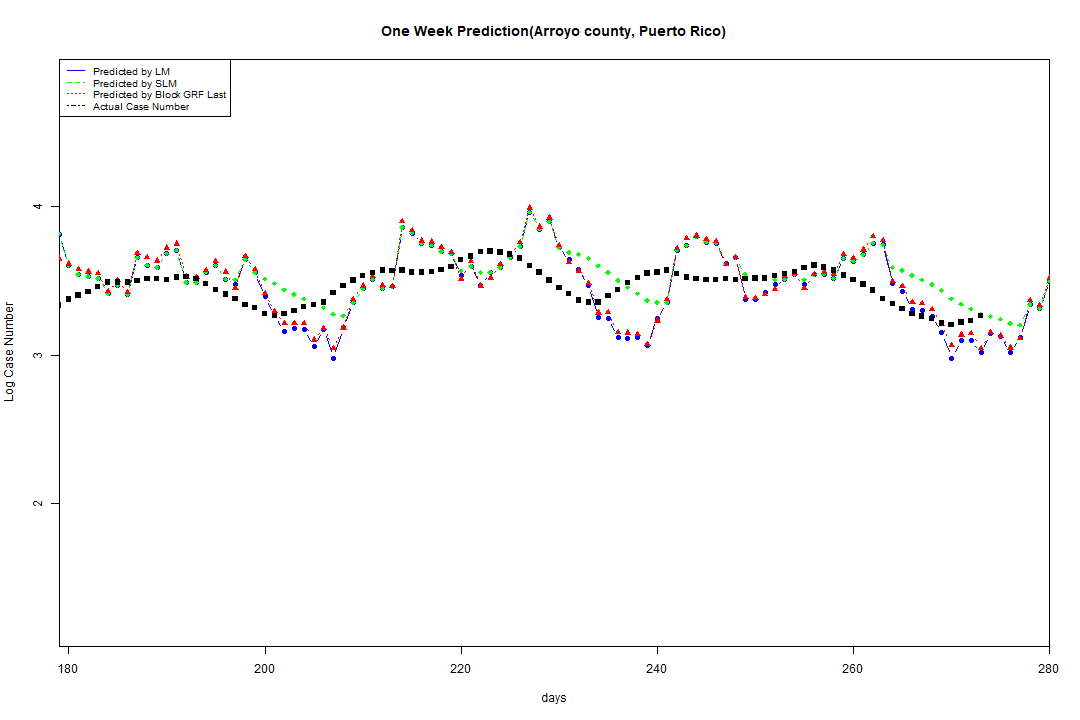 One Week Prediction(Arroyo county, Puerto Rico)
Predicted by LM
Predicted by SLM
Predicted by Block GRF Last
Actual Case Number
4
3
2
Log Case Number
180 200 220 240 260 280
days